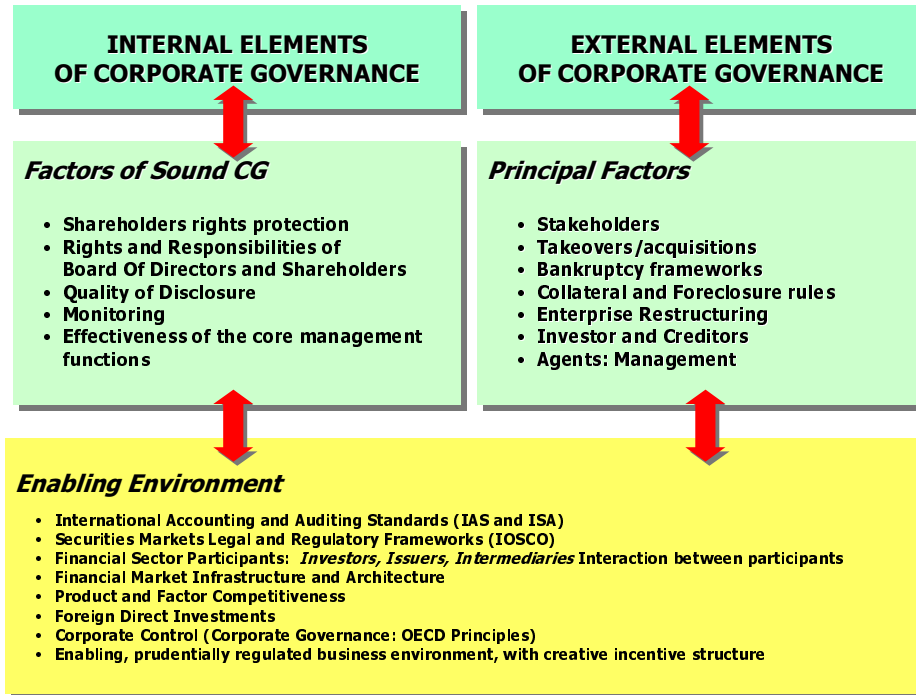 INTERNAL ELEMENTS
OF CORPORATE GOVERNANCE
EXTERNAL ELEMENTS
OF CORPORATE GOVERNANCE
Factors of Sound CG
• Shareholders rights protection
• Rights and Responsibilities of
Board Of Directors and Shareholders
• Quality of Disclosure
• Monitoring
• Effectiveness of the core management
functions
Principal Factors
• Stakeholders
• Takeovers/acquisitions
• Bankruptcy frameworks
• Collateral and Foreclosure rules
• Enterprise Restructuring
• Investor and Creditors
• Agents: Management
Enabling Environment
• International Accounting and Auditing Standards (IAS and ISA)
• Securities Markets Legal and Regulatory Frameworks (IOSCO)
• Financial Sector Participants: Investors, Issuers, Intermediaries Interaction between participants
• Financial Market Infrastructure and Architecture
• Product and Factor Competitiveness
• Foreign Direct Investments
• Corporate Control (Corporate Governance: OECD Principles)
• Enabling, prudentially regulated business environment, with creative incentive structure